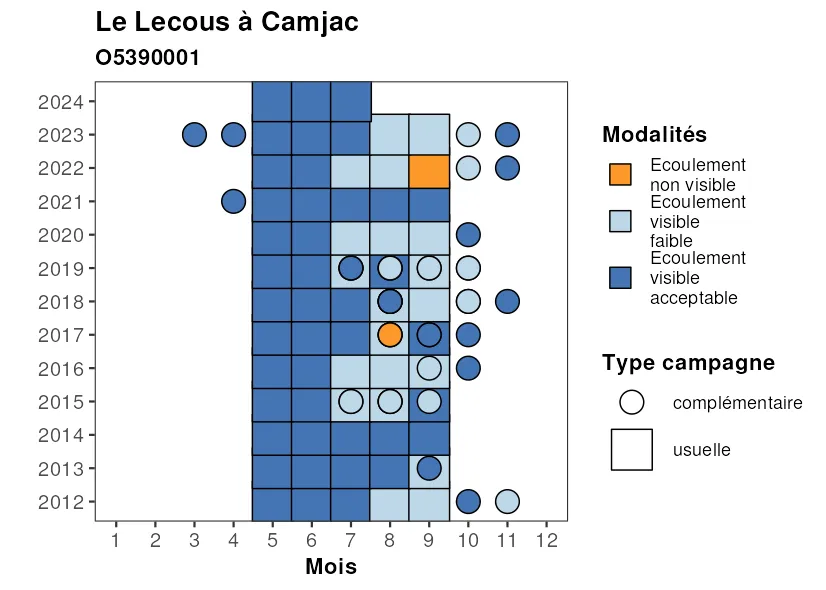 Le Lecous à Camjac
O5390001
2024
2023
2022
2021
2020
2019
2018
2017
2016
2015
2014
2013
2012
1 2 3 4 5 6 7 8 9 10 11 12
Mois
Modalités
Ecoulement
non visible
Ecoulement
visible
faible
Ecoulement
visible
acceptable
Type campagne
complémentaire
usuelle